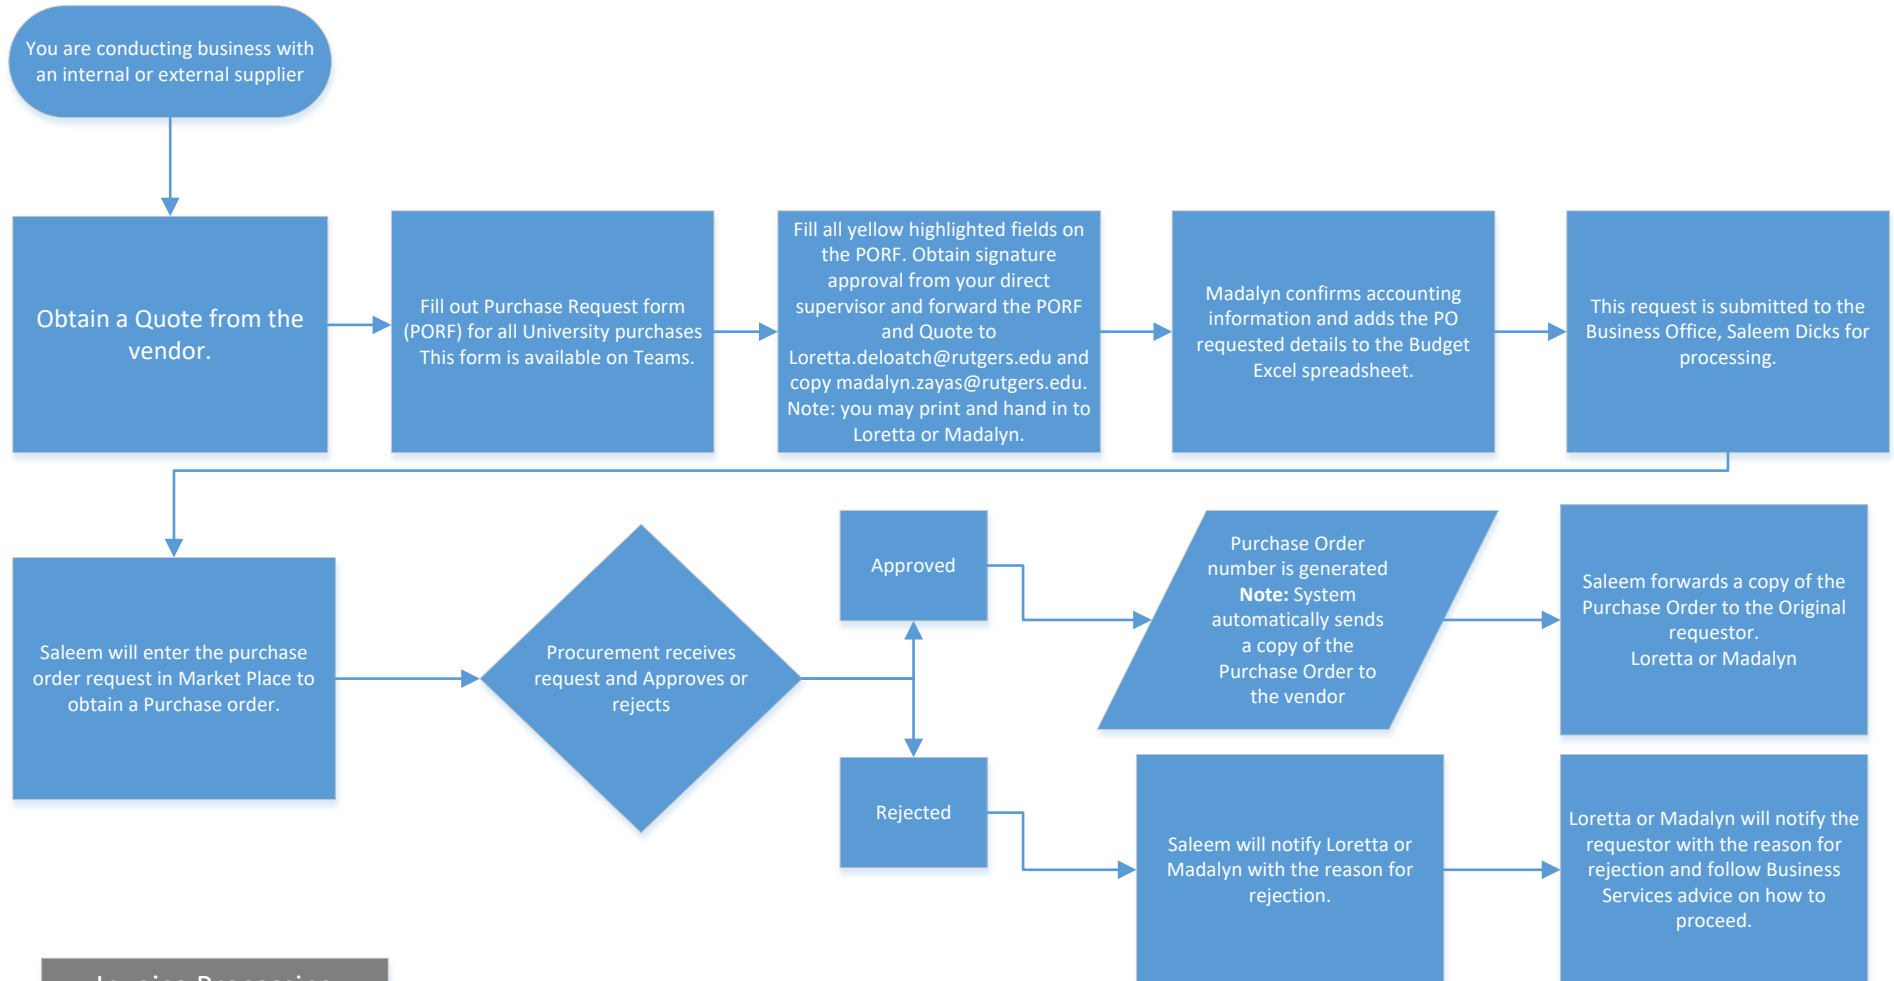 You are conducting business with
an internal or external supplier
Obtain a Quote from the
vendor.
Fill out Purchase Request form
(PORF) for all University purchases
This form is available on Teams.
Fill all yellow highlighted fields on
the PORF. Obtain signature
approval from your direct
supervisor and forward the PORF
and Quote to
Loretta.deloatch@rutgers.edu and
copy madalyn.zayas@rutgers.edu.
Note: you may print and hand in to
Loretta or Madalyn.
Madalyn confirms accounting
information and adds the PO
requested details to the Budget
Excel spreadsheet.
This request is submitted to the
Business Office, Saleem Dicks for
processing.
Saleem will enter the purchase
order request in Market Place to
obtain a Purchase order.
Procurement receives
request and Approves or
rejects
Approved
Purchase Order
number is generated
Note: System
automatically sends
a copy of the
Purchase Order to
the vendor
Saleem forwards a copy of the
Purchase Order to the Original
requestor.
Loretta or Madalyn
Rejected
Saleem will notify Loretta or
Madalyn with the reason for
rejection.
Loretta or Madalyn will notify the
requestor with the reason for
rejection and follow Business
Services advice on how to
proceed.
Invoice Processing